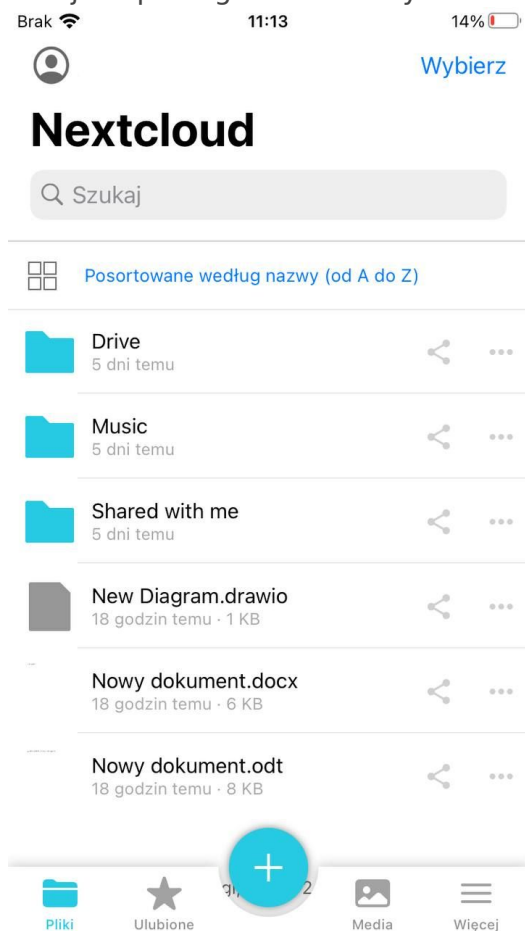 Brak 11:13 14%
Wybierz
Nextcloud
Szukaj
Posortowane według nazwy (od A do Z)
Drive
5 dni temu
Music
5 dni temu
Shared with me
5 dni temu
New Diagram.drawio
18 godzin temu · 1 KB
Nowy dokument.docx
18 godzin temu · 6 KB
Nowy dokument.odt
18 godzin temu · 8 KB
Pliki Ulubione Media Więcej